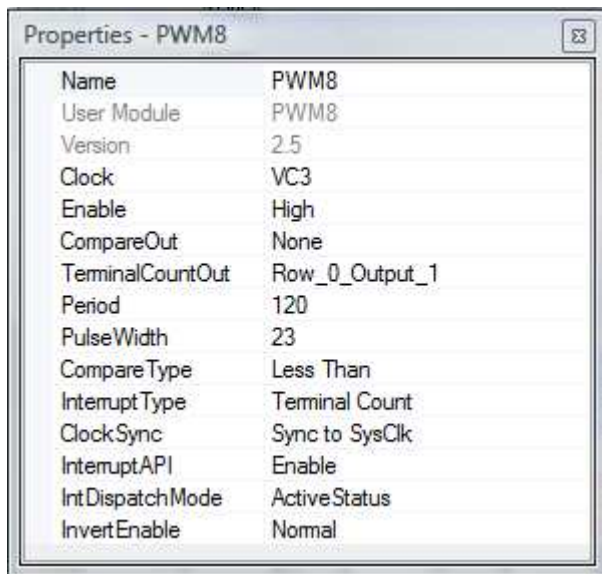 Properties - PWM8
Name PWM8
User Module PWM8
Version 2.5
Clock VC3
Enable High
CompareOut None
TerminalCountOut Row_0_Output_1
Period 120
PulseWidth 23
CompareType Less Than
InterruptType Terminal Count
ClockSync Sync to SysClk
InterruptAPI Enable
IntDispatchMode ActiveStatus
InvertEnable Normal